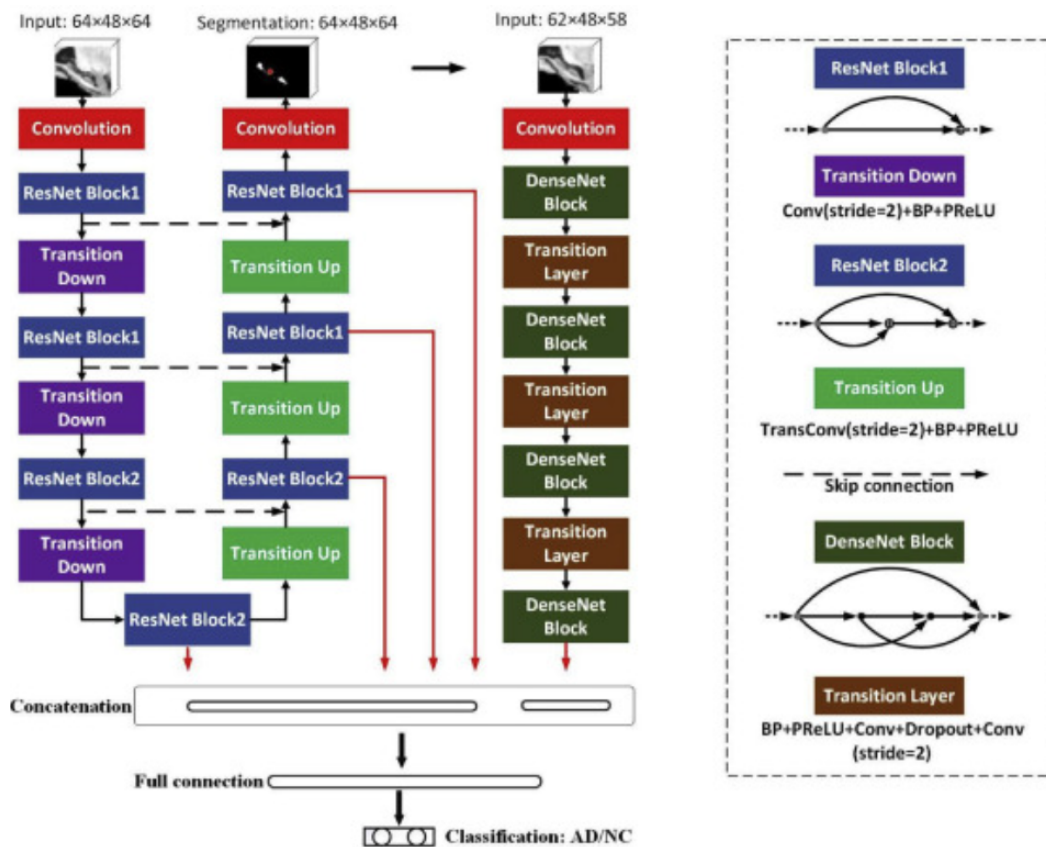 Input: 64×48×64
Segmentation: 64×48×64
Input: 62×48×58
Convolution
ResNet Block1
Transition
Down
ResNet Block1
Transition
Down
ResNet Block2
Transition
Down
ResNet Block2
Convolution
ResNet Block1
Transition Up
ResNet Block1
Transition Up
ResNet Block2
Transition Up
Convolution
DenseNet
Block
Transition
Layer
DenseNet
Block
Transition
Layer
DenseNet
Block
Transition
Layer
DenseNet
Block
Concatenation
Full connection
Classification: AD/NC
ResNet Block1
Transition Down
Conv(stride=2)+BP+PReLU
ResNet Block2
Transition Up
TransConv(stride=2)+BP+PReLU
Skip connection
DenseNet Block
Transition Layer
BP+PReLU+Conv+Dropout+Conv
(stride=2)